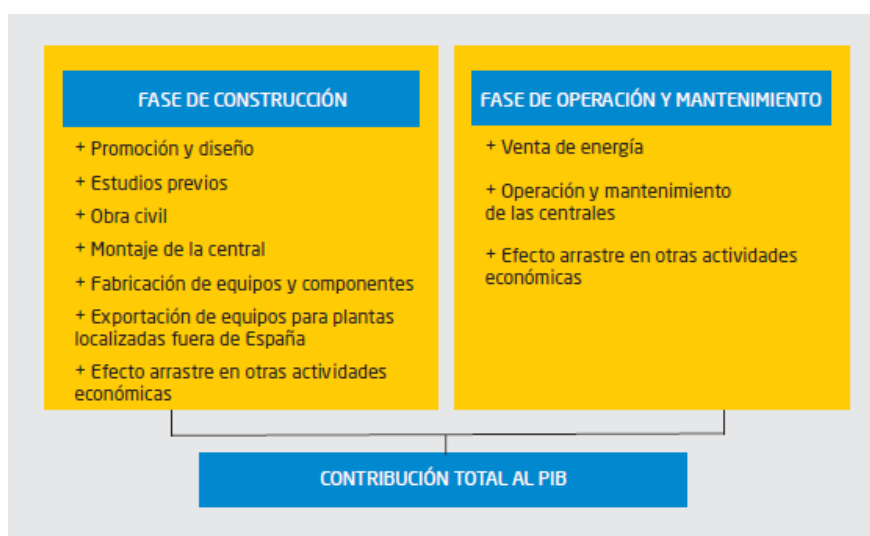 FASE DE CONSTRUCCIÓN
+ Promoción y diseño
+ Estudios previos
+ Obra civil
+ Montaje de la central
+ Fabricación de equipos y componentes
+ Exportación de equipos para plantas
localizadas fuera de España
+ Efecto arrastre en otras actividades
económicas
FASE DE OPERACIÓN Y MANTENIMIENTO
+ Venta de energía
+ Operación y mantenimiento
de las centrales
+ Efecto arrastre en otras actividades
económicas
CONTRIBUCIÓN TOTAL AL PIB